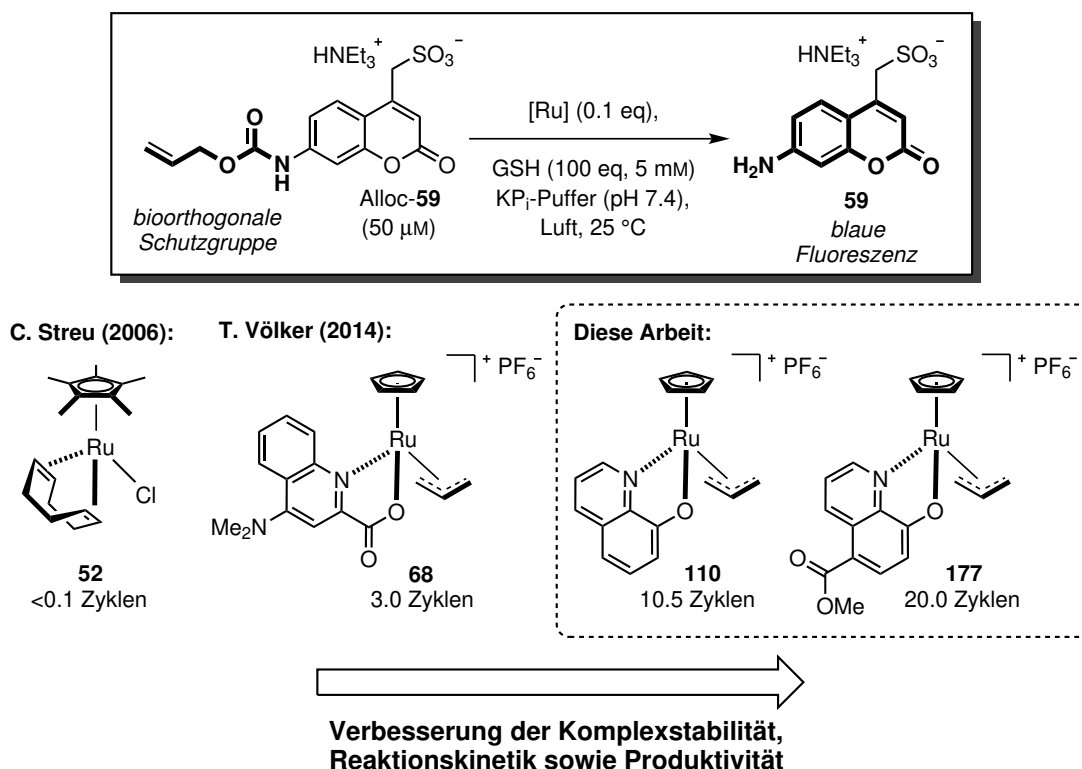 HNEt3+
SO3−
O
O
N
H
O
O
Alloc-59
(50 µM)
bioorthogonale
Schutzgruppe
[Ru] (0.1 eq),
GSH (100 eq, 5 mM)
KPi-Puffer (pH 7.4),
Luft, 25 °C
HNEt3+
SO3−
H2N
O
O
59
blaue
Fluoreszenz
C. Streu (2006):
Ru
Cl
52
<0.1 Zyklen
T. Völker (2014):
+ PF6−
Ru
N
O
O
Me2N
68
3.0 Zyklen
Diese Arbeit:
+ PF6−
Ru
N
O
110
10.5 Zyklen
+ PF6−
Ru
N
O
O
OMe
177
20.0 Zyklen
Verbesserung der Komplexstabilität,
Reaktionskinetik sowie Produktivität